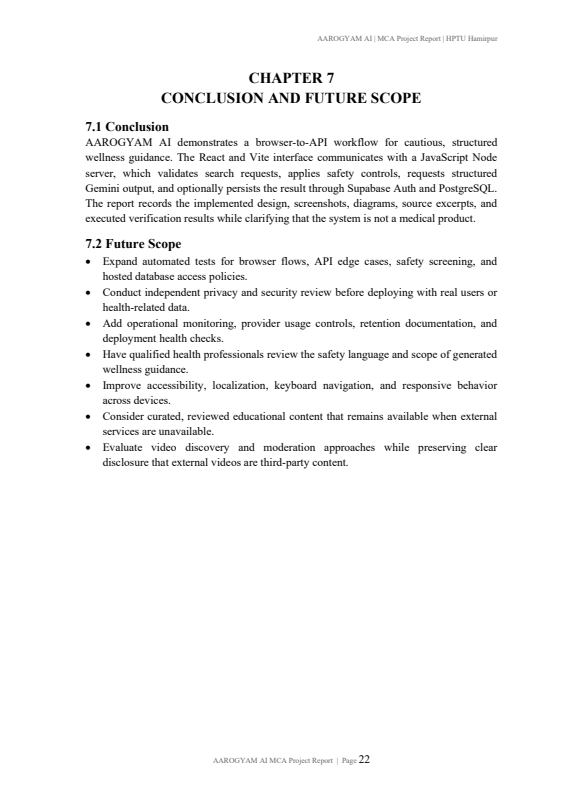 AAROGYAM AI | MCA Project Report | HPTU Hamirpur
CHAPTER 7
CONCLUSION AND FUTURE SCOPE
7.1 Conclusion
AAROGYAM AI demonstrates a browser-to-API workflow for cautious, structured
wellness guidance. The React and Vite interface communicates with a JavaScript Node
server, which validates search requests, applies safety controls, requests structured
Gemini output, and optionally persists the result through Supabase Auth and PostgreSQL.
The report records the implemented design, screenshots, diagrams, source excerpts, and
executed verification results while clarifying that the system is not a medical product.
7.2 Future Scope
• Expand automated tests for browser flows, API edge cases, safety screening, and
hosted database access policies.
• Conduct independent privacy and security review before deploying with real users or
health-related data.
• Add operational monitoring, provider usage controls, retention documentation, and
deployment health checks.
• Have qualified health professionals review the safety language and scope of generated
wellness guidance.
• Improve accessibility, localization, keyboard navigation, and responsive behavior
across devices.
• Consider curated, reviewed educational content that remains available when external
services are unavailable.
• Evaluate video discovery and moderation approaches while preserving clear
disclosure that external videos are third-party content.
AAROGYAM AI MCA Project Report | Page 22